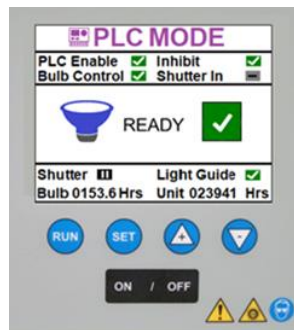 PLC MODE
PLC Enable Inhibit
Bulb Control Shutter In
READY
Shutter Light Guide
Bulb 0153.6 Hrs Unit 023941 Hrs
RUN SET + -
ON / OFF